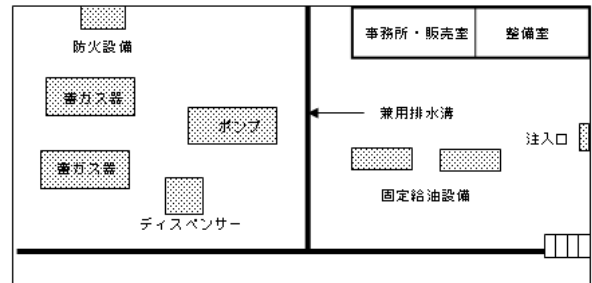 防火設備
蓄ガス器
ポンプ
蓄ガス器
ディスペンサー
事務所・販売室
整備室
兼用排水溝
注入口
固定給油設備